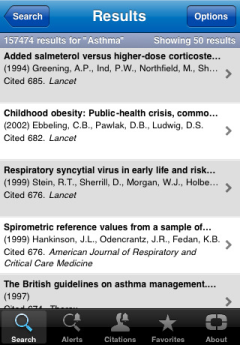 Search
Results
Options
157474 results for "Asthma"
Showing 50 results
Added salmeterol versus higher-dose corticoste...
(1994) Greening, A.P., Ind, P.W., Northfield, M., Sh...
Cited 685. Lancet
Childhood obesity: Public-health crisis, commo...
(2002) Ebbeling, C.B., Pawlak, D.B., Ludwig, D.S.
Cited 682. Lancet
Respiratory syncytial virus in early life and risk...
(1999) Stein, R.T., Sherrill, D., Morgan, W.J., Holbe...
Cited 676. Lancet
Spirometric reference values from a sample of...
(1999) Hankinson, J.L., Odencrantz, J.R., Fedan, K.B.
Cited 676. American Journal of Respiratory and
Critical Care Medicine
The British guidelines on asthma management....
(1997)
Cited 674. Thorax
Search
Alerts
Citations
Favorites
About